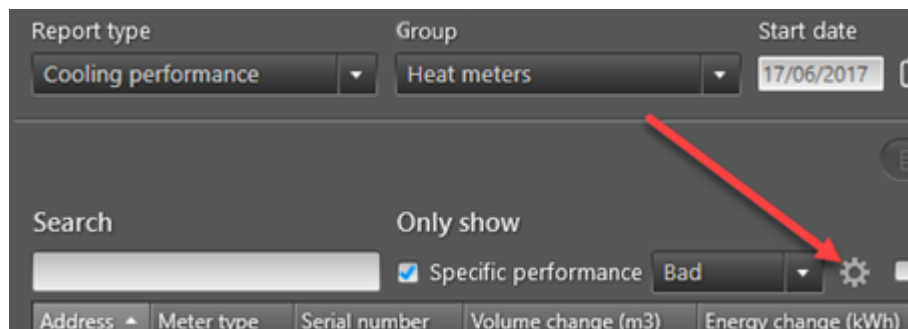 Report type Group Start date
Cooling performance Heat meters 17/06/2017
Search Only show
Specific performance Bad
Address Meter type Serial number Volume change (m3) Energy change (kWh)